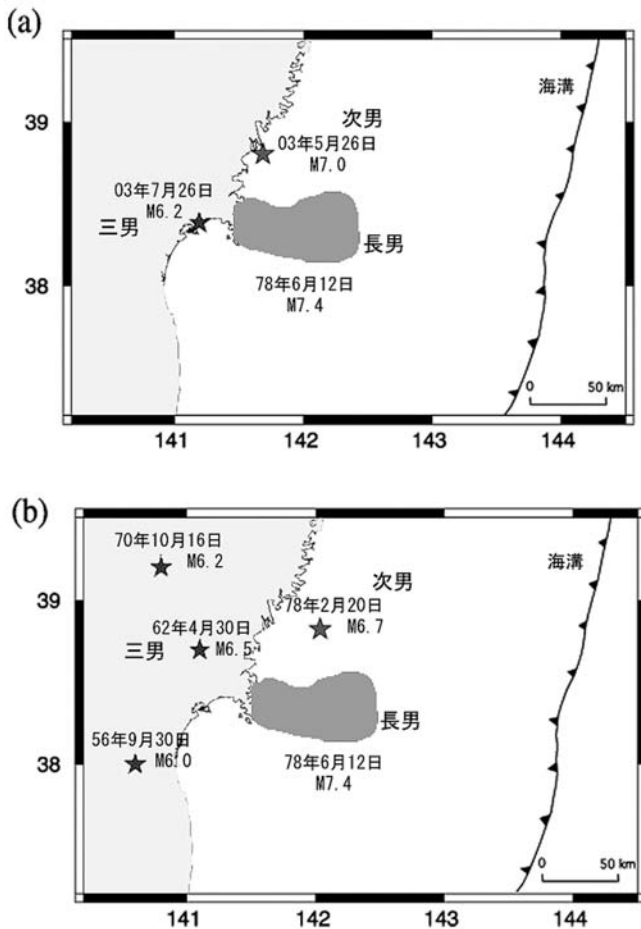 (a)
海溝
39
次男
03年5月26日
M7.0
03年7月26日
M6.2
三男
長男
38
78年6月12日
M7.4
0 50 km
141 142 143 144
(b)
70年10月16日
M6.2
海溝
次男
39
78年2月20日
M6.7
62年4月30日
三男 M6.5
長男
56年9月30日
38
M6.0
78年6月12日
M7.4
0 50 km
141 142 143 144